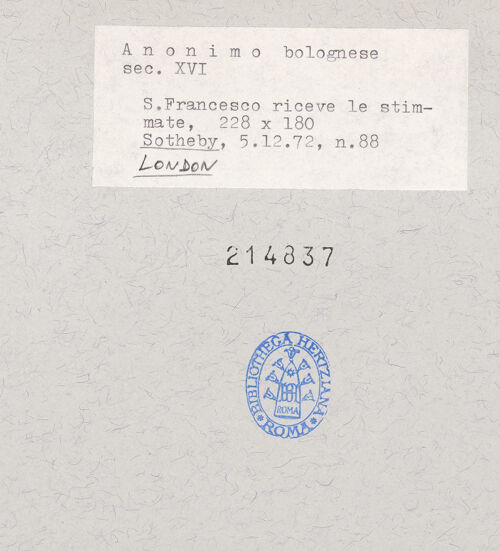 Anonimo bolognese
sec. XVI
S.Francesco riceve le stim-
mate, 228 x 180
Sotheby, 5.12.72, n.88
LONDON
214837
BIBLIOTHECA HERTZIANA
ROMA
ROMA